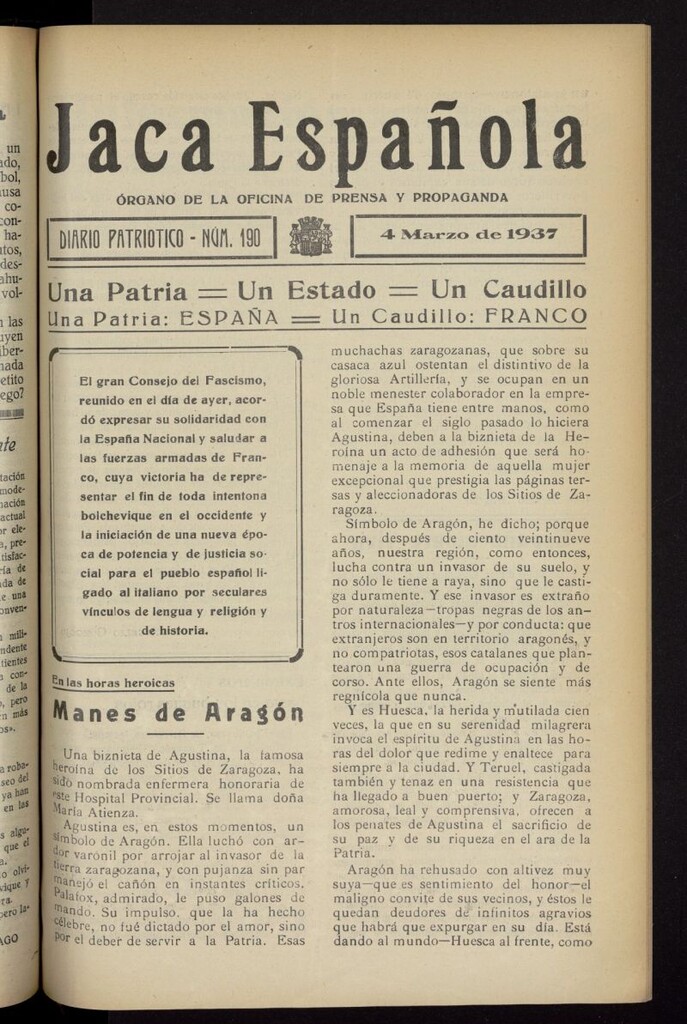 Jaca Española
ÓRGANO DE LA OFICINA DE PRENSA Y PROPAGANDA
DIARIO PATRIOTICO - NÚM. 190
4 Marzo de 1937
Una Patria = Un Estado = Un Caudillo
Una Patria: ESPAÑA = Un Caudillo: FRANCO
El gran Consejo del Fascismo,
reunido en el día de ayer, acor-
dó expresar su solidaridad con
la España Nacional y saludar a
las fuerzas armadas de Fran-
co, cuya victoria ha de repre-
sentar el fin de toda intentona
bolchevique en el occidente y
la iniciación de una nueva épo-
ca de potencia y de justicia so-
cial para el pueblo español li-
gado al italiano por seculares
vínculos de lengua y religión y
de historia.
En las horas heroicas
Manes de Aragón
Una biznieta de Agustina, la famosa
heroína de los Sitios de Zaragoza, ha
sido nombrada enfermera honoraria de
este Hospital Provincial. Se llama doña
María Atienza.
Agustina es, en estos momentos, un
símbolo de Aragón. Ella luchó con ar-
dor varonil por arrojar al invasor de la
tierra zaragozana, y con pujanza sin par
manejó el cañón en instantes críticos.
Palafox, admirado, le puso galones de
mando. Su impulso, que la ha hecho
célebre, no fué dictado por el amor, sino
por el deber de servir a la Patria. Esas
muchachas zaragozanas, que sobre su
casaca azul ostentan el distintivo de la
gloriosa Artillería, y se ocupan en un
noble menester colaborador en la empre-
sa que España tiene entre manos, como
al comenzar el siglo pasado lo hiciera
Agustina, deben a la biznieta de la He-
roína un acto de adhesión que será ho-
menaje a la memoria de aquella mujer
excepcional que prestigia las páginas ter-
sas y aleccionadoras de los Sitios de Za-
ragoza.
Símbolo de Aragón, he dicho; porque
ahora, después de ciento veintinueve
años, nuestra región, como entonces,
lucha contra un invasor de su suelo, y
no sólo le tiene a raya, sino que le casti-
ga duramente. Y ese invasor es extraño
por naturaleza—tropas negras de los an-
tros internacionales—y por conducta: que
extranjeros son en territorio aragonés, y
no compatriotas, esos catalanes que plan-
tearon una guerra de ocupación y de
corso. Ante ellos, Aragón se siente más
regnícola que nunca.
Y es Huesca, la herida y mutilada cien
veces, la que en su serenidad milagrera
invoca el espíritu de Agustina en las ho-
ras del dolor que redime y enaltece para
siempre a la ciudad. Y Teruel, castigada
también y tenaz en una resistencia que
ha llegado a buen puerto; y Zaragoza,
amorosa, leal y comprensiva, ofrecen a
los penates de Agustina el sacrificio de
su paz y de su riqueza en el ara de la
Patria.
Aragón ha rehusado con altivez muy
suya—que es sentimiento del honor—el
maligno convite de sus vecinos, y éstos le
quedan deudores de infinitos agravios
que habrá que expurgar en su día. Está
dando al mundo—Huesca al frente, como